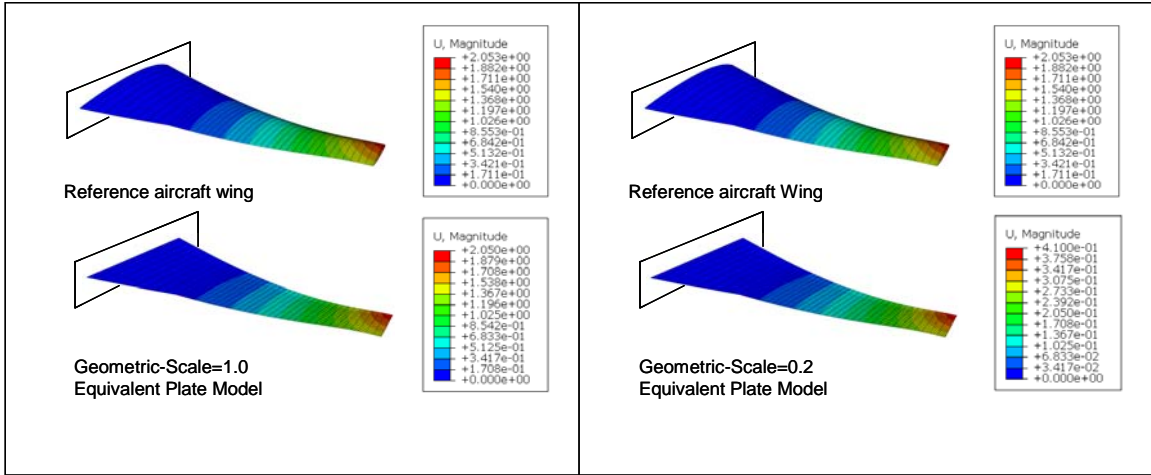 U, Magnitude
+2.053e+00
+1.882e+00
+1.711e+00
+1.540e+00
+1.368e+00
+1.197e+00
+1.026e+00
+8.553e-01
+6.842e-01
+5.132e-01
+3.421e-01
+1.711e-01
+0.000e+00
Reference aircraft wing
U, Magnitude
+2.050e+00
+1.879e+00
+1.708e+00
+1.538e+00
+1.367e+00
+1.196e+00
+1.025e+00
+8.542e-01
+6.833e-01
+5.125e-01
+3.417e-01
+1.708e-01
+0.000e+00
Geometric-Scale=1.0
Equivalent Plate Model
U, Magnitude
+2.053e+00
+1.882e+00
+1.711e+00
+1.540e+00
+1.368e+00
+1.197e+00
+1.026e+00
+8.553e-01
+6.842e-01
+5.132e-01
+3.421e-01
+1.711e-01
+0.000e+00
Reference aircraft Wing
U, Magnitude
+4.100e-01
+3.758e-01
+3.417e-01
+3.075e-01
+2.733e-01
+2.392e-01
+2.050e-01
+1.708e-01
+1.367e-01
+1.025e-01
+6.833e-02
+3.417e-02
+0.000e+00
Geometric-Scale=0.2
Equivalent Plate Model